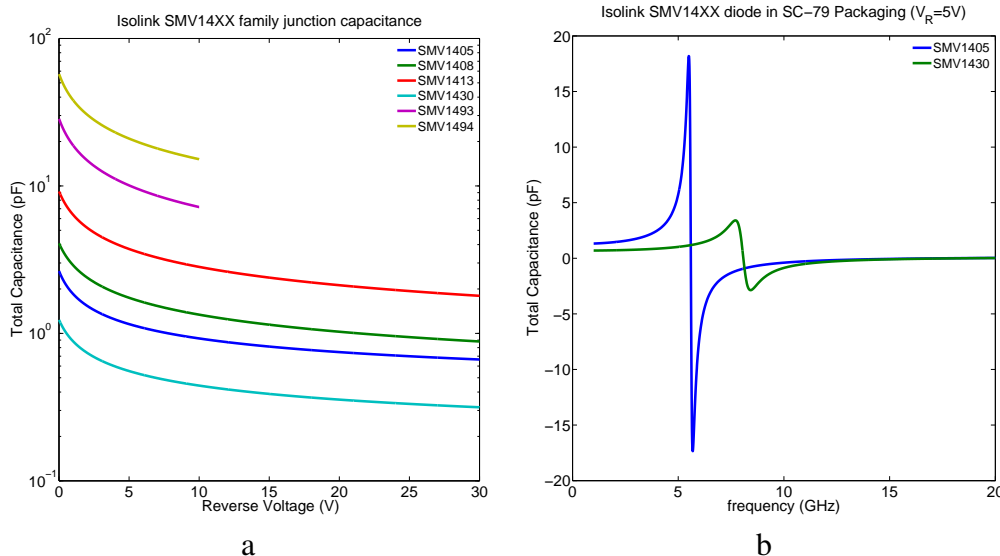 Isolink SMV14XX family junction capacitance
10^2
10^1
10^0
10^-1
Total Capacitance (pF)
SMV1405
SMV1408
SMV1413
SMV1430
SMV1493
SMV1494
0 5 10 15 20 25 30
Reverse Voltage (V)
a
Isolink SMV14XX diode in SC-79 Packaging (V_R=5V)
20
15
10
5
0
−5
−10
−15
−20
Total Capacitance (pF)
SMV1405
SMV1430
0 5 10 15 20
frequency (GHz)
b